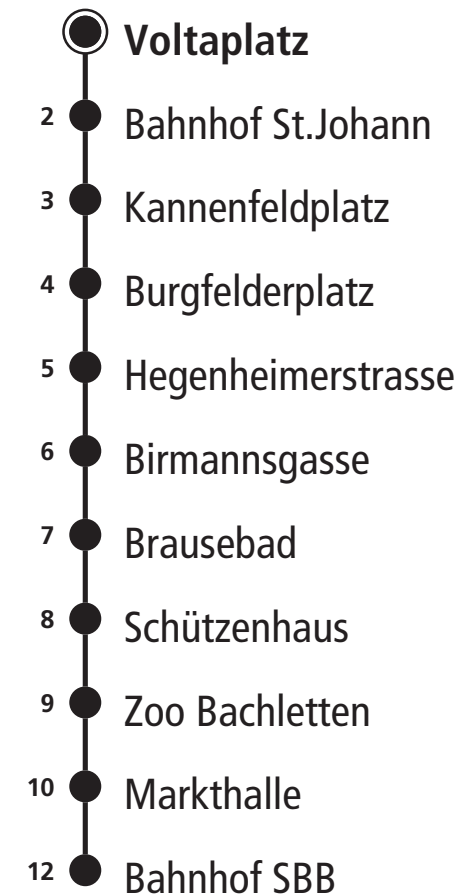 Voltaplatz
2 Bahnhof St.Johann
3 Kannenfeldplatz
4 Burgfelderplatz
5 Hegenheimerstrasse
6 Birmannsgasse
7 Brausebad
8 Schützenhaus
9 Zoo Bachletten
10 Markthalle
12 Bahnhof SBB